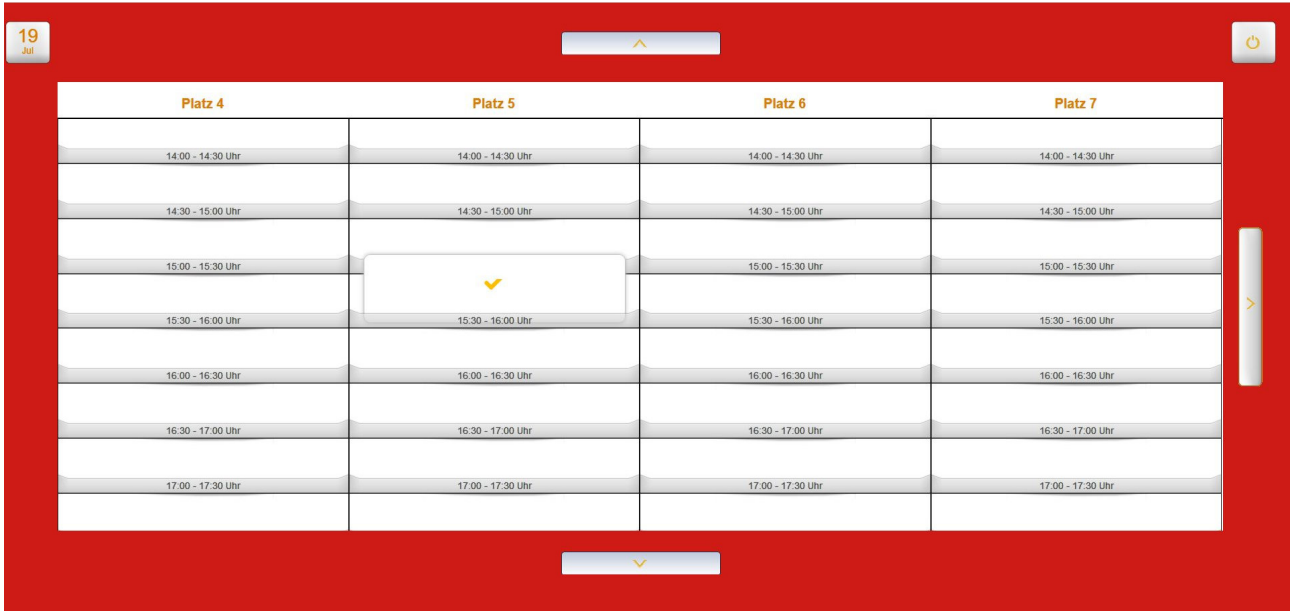 19
Jul
Platz 4 Platz 5 Platz 6 Platz 7
14:00 - 14:30 Uhr 14:00 - 14:30 Uhr 14:00 - 14:30 Uhr 14:00 - 14:30 Uhr
14:30 - 15:00 Uhr 14:30 - 15:00 Uhr 14:30 - 15:00 Uhr 14:30 - 15:00 Uhr
15:00 - 15:30 Uhr 15:00 - 15:30 Uhr 15:00 - 15:30 Uhr
15:30 - 16:00 Uhr 15:30 - 16:00 Uhr 15:30 - 16:00 Uhr 15:30 - 16:00 Uhr
16:00 - 16:30 Uhr 16:00 - 16:30 Uhr 16:00 - 16:30 Uhr 16:00 - 16:30 Uhr
16:30 - 17:00 Uhr 16:30 - 17:00 Uhr 16:30 - 17:00 Uhr 16:30 - 17:00 Uhr
17:00 - 17:30 Uhr 17:00 - 17:30 Uhr 17:00 - 17:30 Uhr 17:00 - 17:30 Uhr